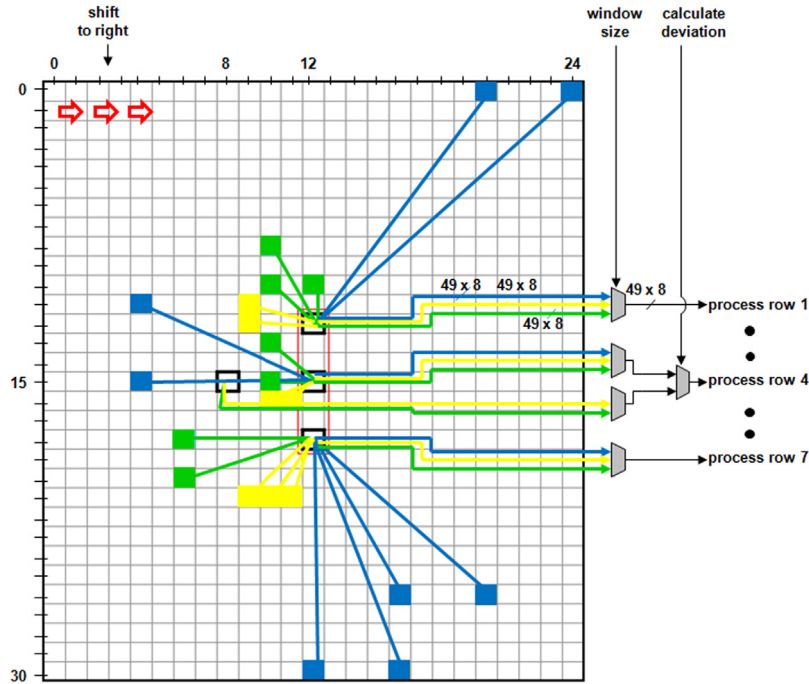 shift
to right
window
size
calculate
deviation
0
8
12
24
0
49 x 8
49 x 8
49 x 8
49 x 8
process row 1
15
process row 4
process row 7
30